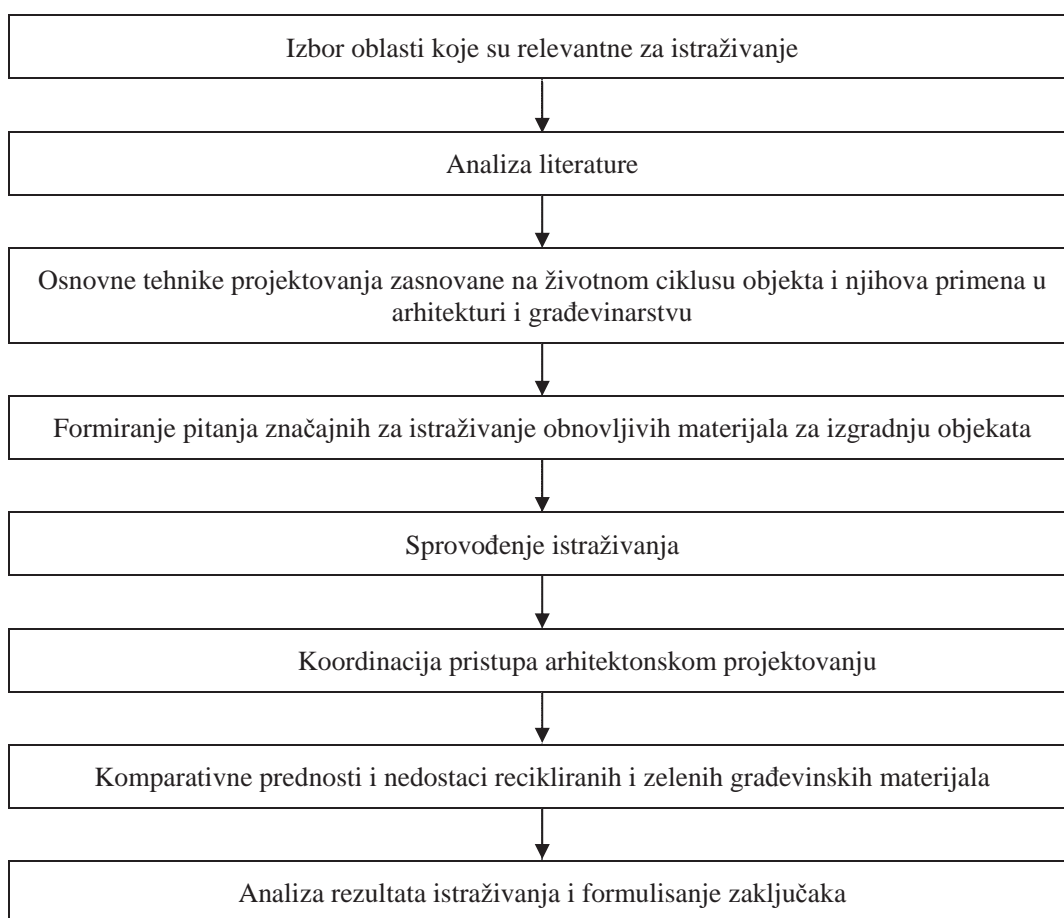 Izbor oblasti koje su relevantne za istraživanje
Analiza literature
Osnovne tehnike projektovanja zasnovane na životnom ciklusu objekta i njihova primena u
arhitekturi i građevinarstvu
Formiranje pitanja značajnih za istraživanje obnovljivih materijala za izgradnju objekata
Sprovođenje istraživanja
Koordinacija pristupa arhitektonskom projektovanju
Komparativne prednosti i nedostaci recikliranih i zelenih građevinskih materijala
Analiza rezultata istraživanja i formulisanje zaključaka